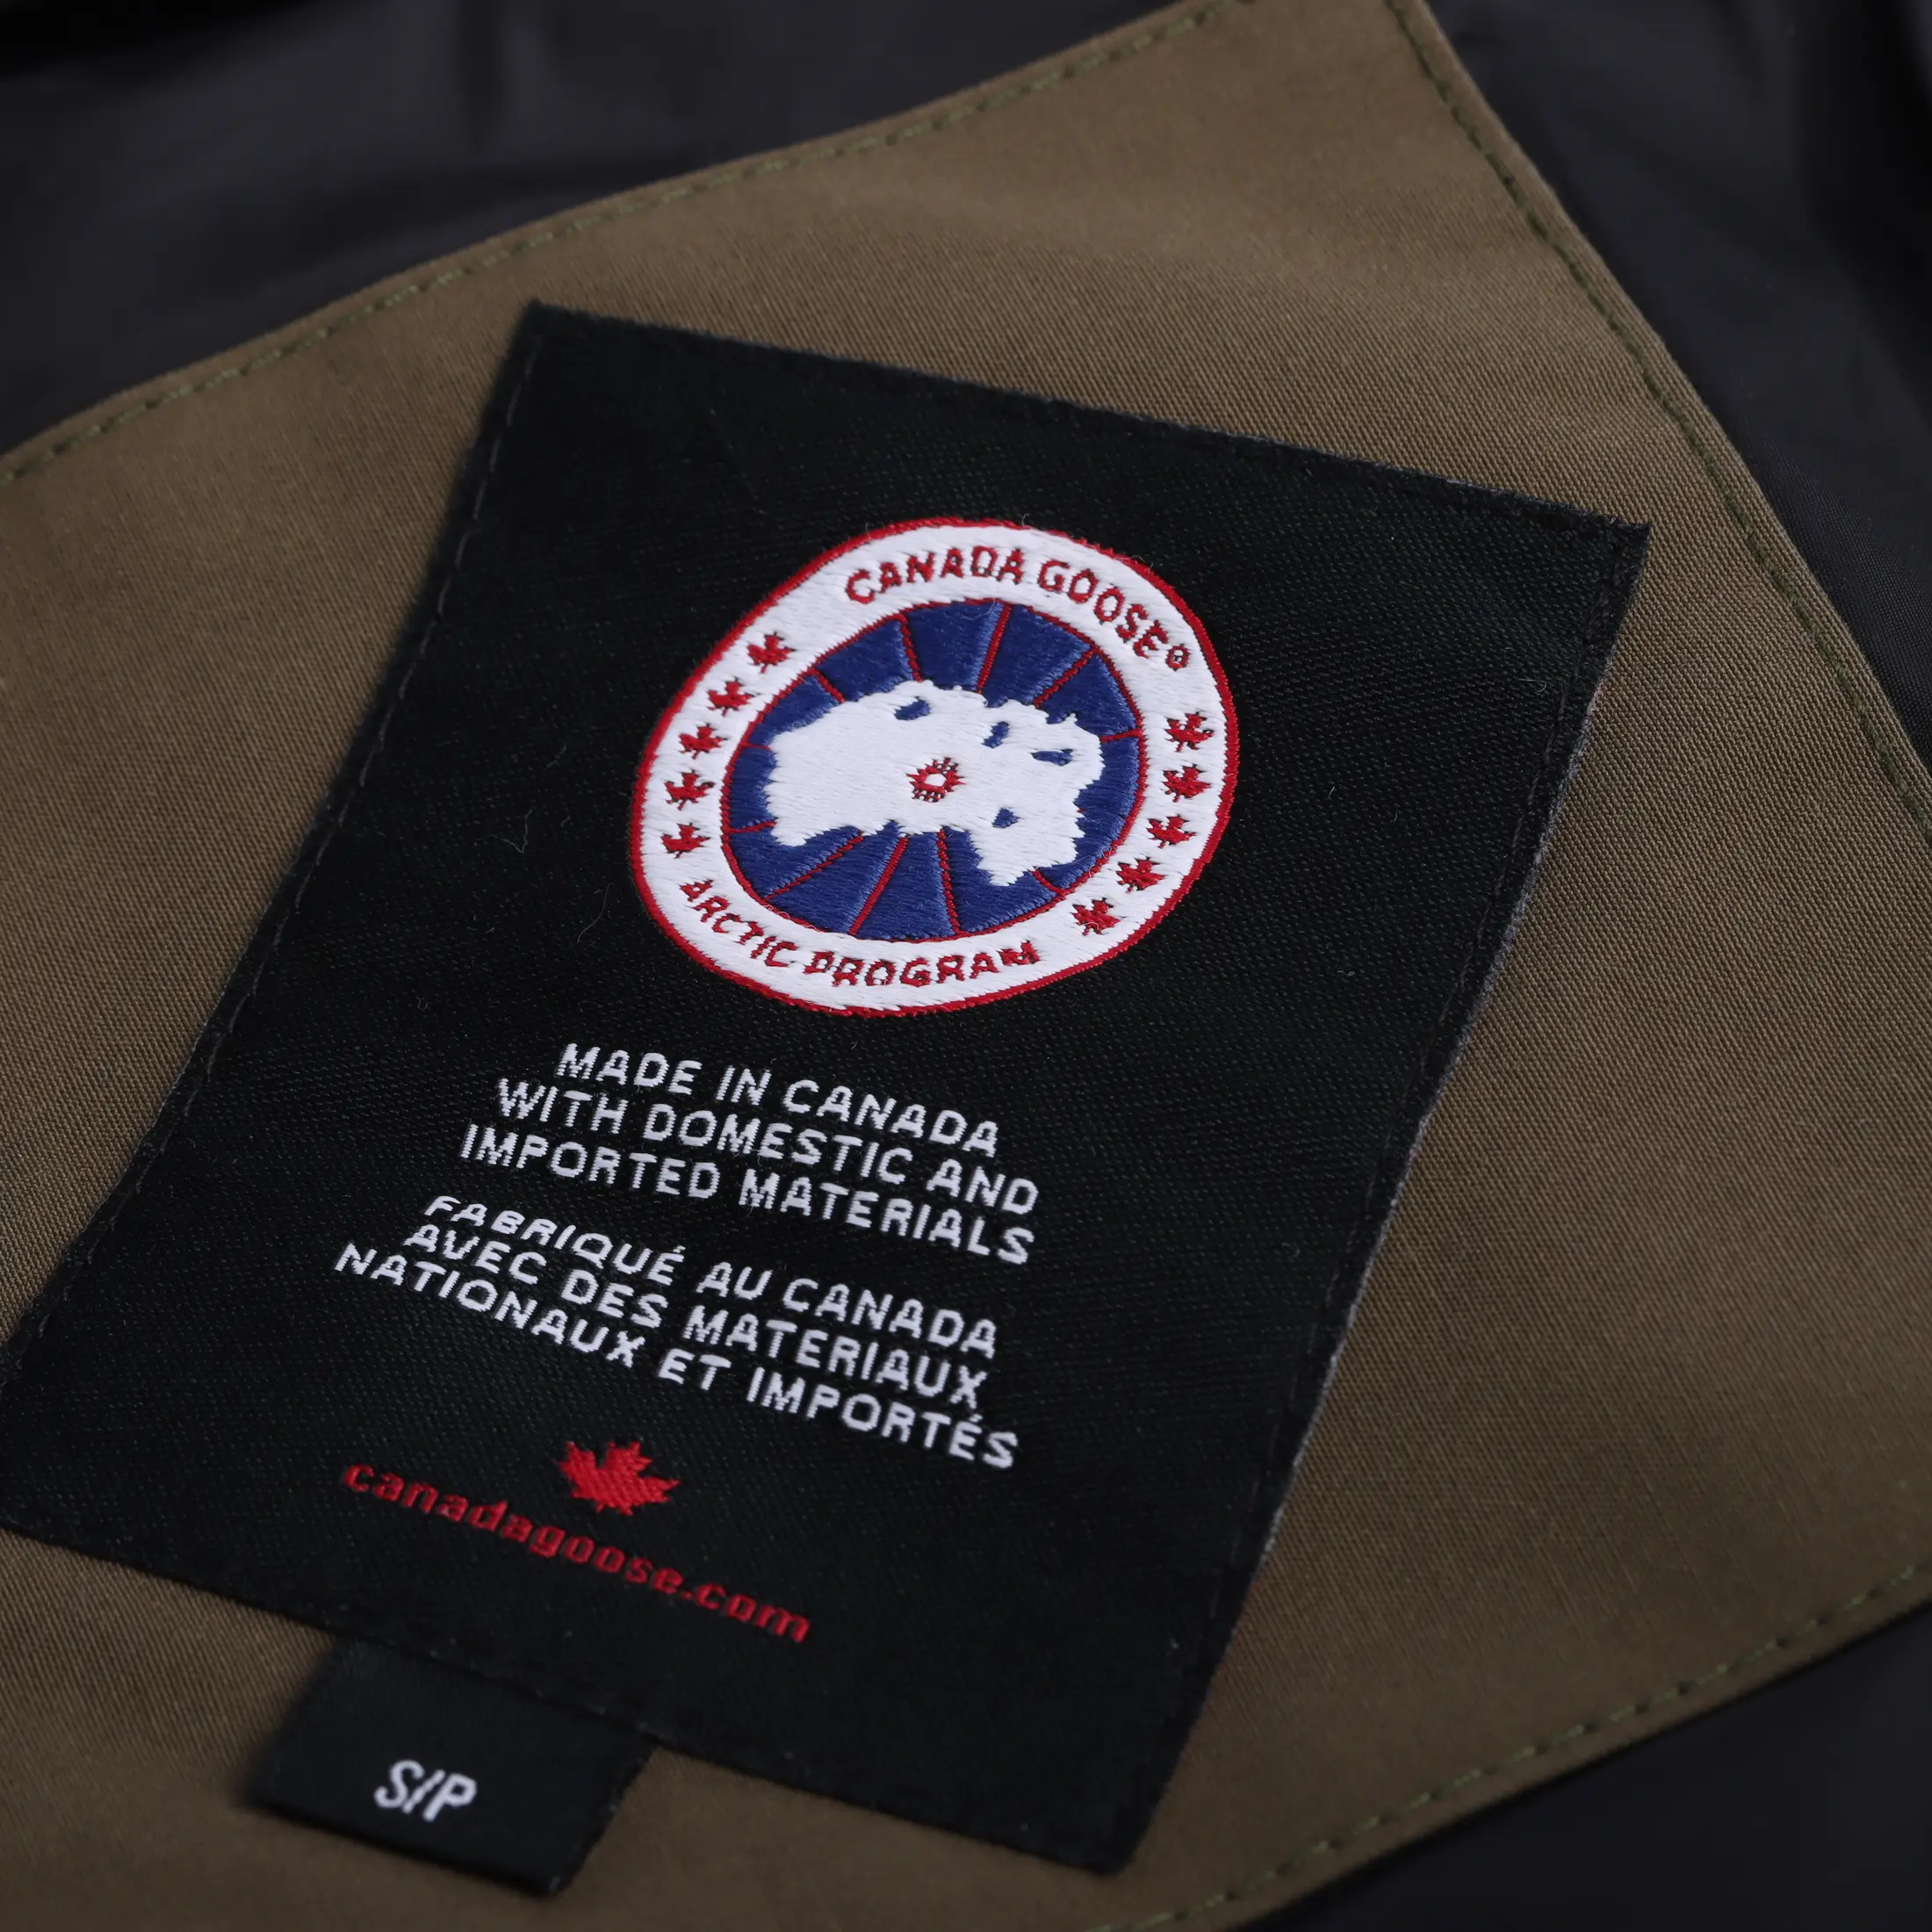 CANADA GOOSE®
ARCTIC PROGRAM
MADE IN CANADA
WITH DOMESTIC AND
IMPORTED MATERIALS
FABRIQUÉ AU CANADA
AVEC DES MATERIAUX
NATIONAUX ET IMPORTÉS
canadagoose.com
S/P